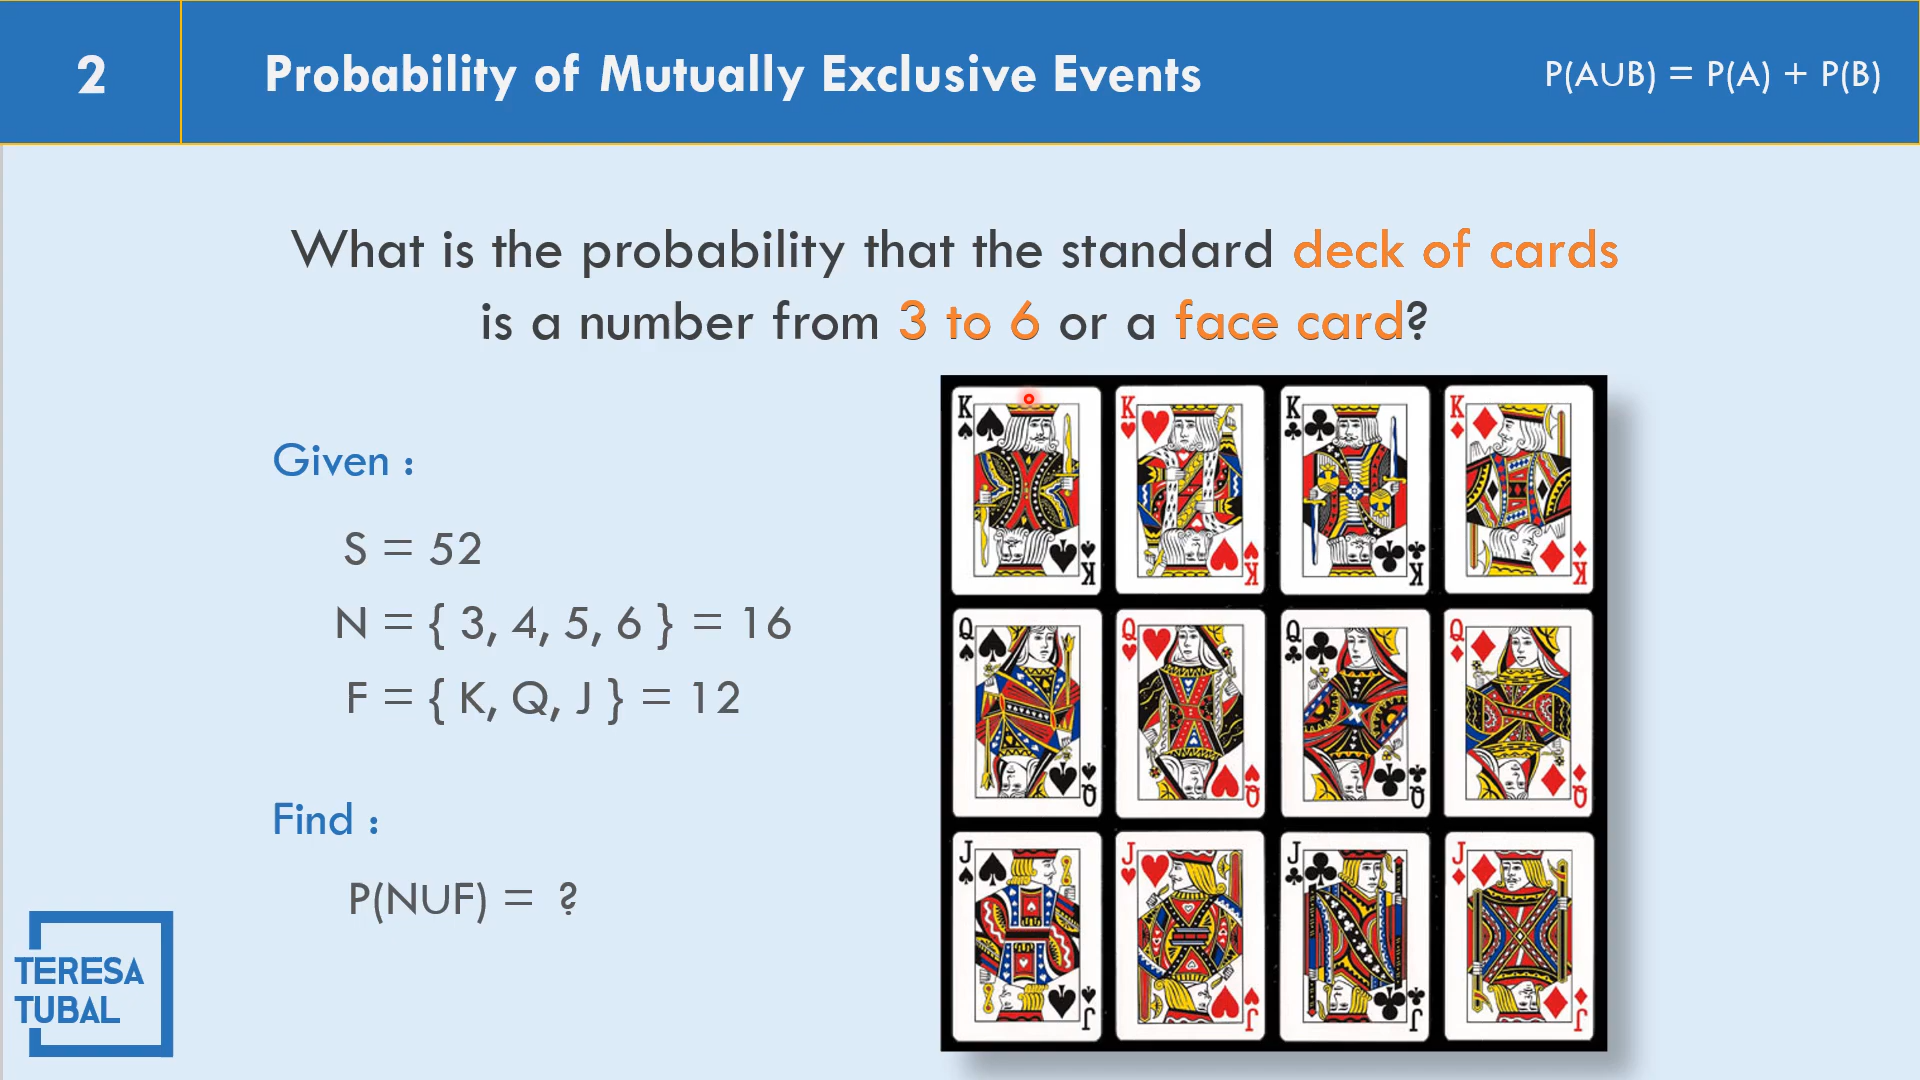 2
Probability of Mutually Exclusive Events
P(AUB) = P(A) + P(B)
What is the probability that the standard deck of cards
is a number from 3 to 6 or a face card?
Given :
S = 52
N = { 3, 4, 5, 6 } = 16
F = { K, Q, J } = 12
Find :
P(NUF) = ?
TERESA
TUBAL
K K K K
K K K K
Q Q Q Q
Q Q Q Q
J J J J
J J J J